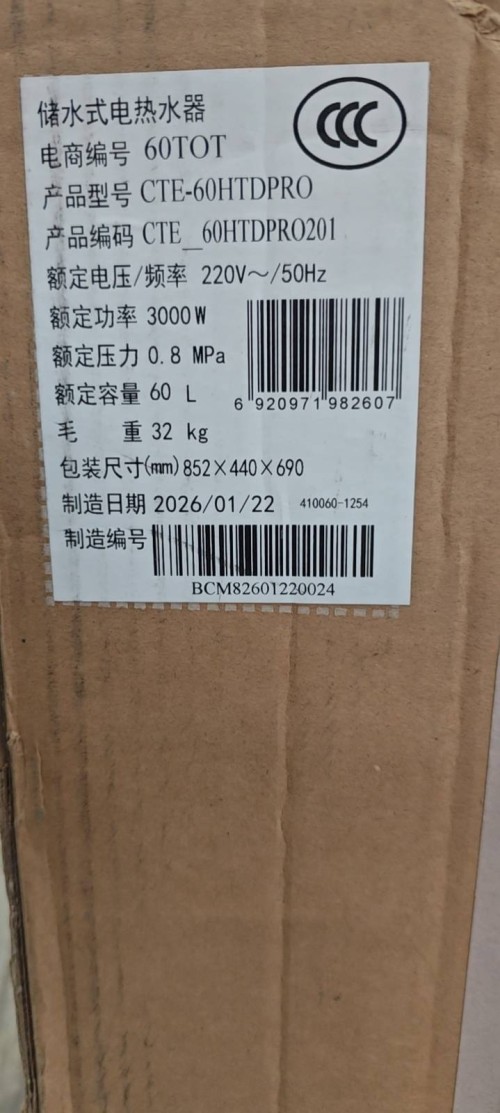 储水式电热水器
CCC
电商编号 60TOT
产品型号 CTE-60HTDPRO
产品编码 CTE_60HTDPRO201
额定电压/频率 220V～/50Hz
额定功率 3000W
额定压力 0.8 MPa
额定容量 60 L
6 920971 982607
毛 重 32 kg
包装尺寸(mm)852×440×690
制造日期 2026/01/22 410060-1254
制造编号
BCM82601220024